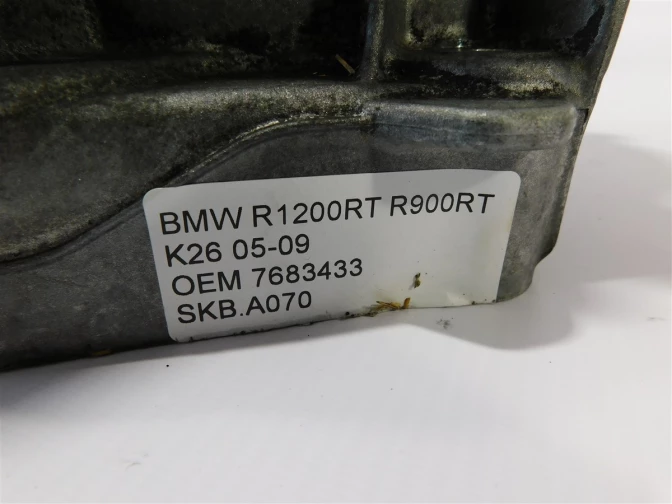 BMW R1200RT R900RT
K26 05-09
OEM 7683433
SKB.A070